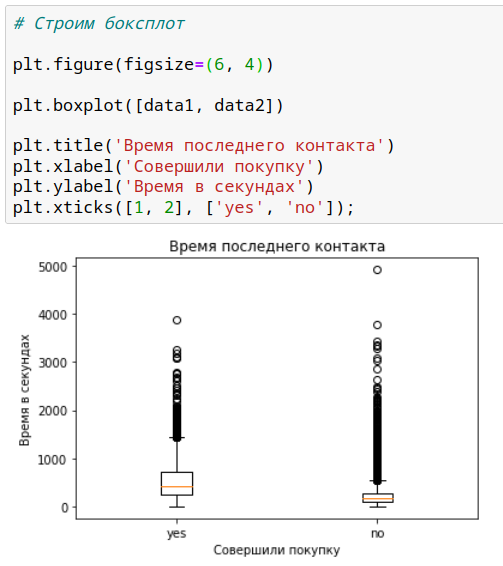 # Строим боксплот
plt.figure(figsize=(6, 4))
plt.boxplot([data1, data2])
plt.title('Время последнего контакта')
plt.xlabel('Совершили покупку')
plt.ylabel('Время в секундах')
plt.xticks([1, 2], ['yes', 'no']);
Время последнего контакта
Время в секундах
5000
4000
3000
2000
1000
0
yes no
Совершили покупку